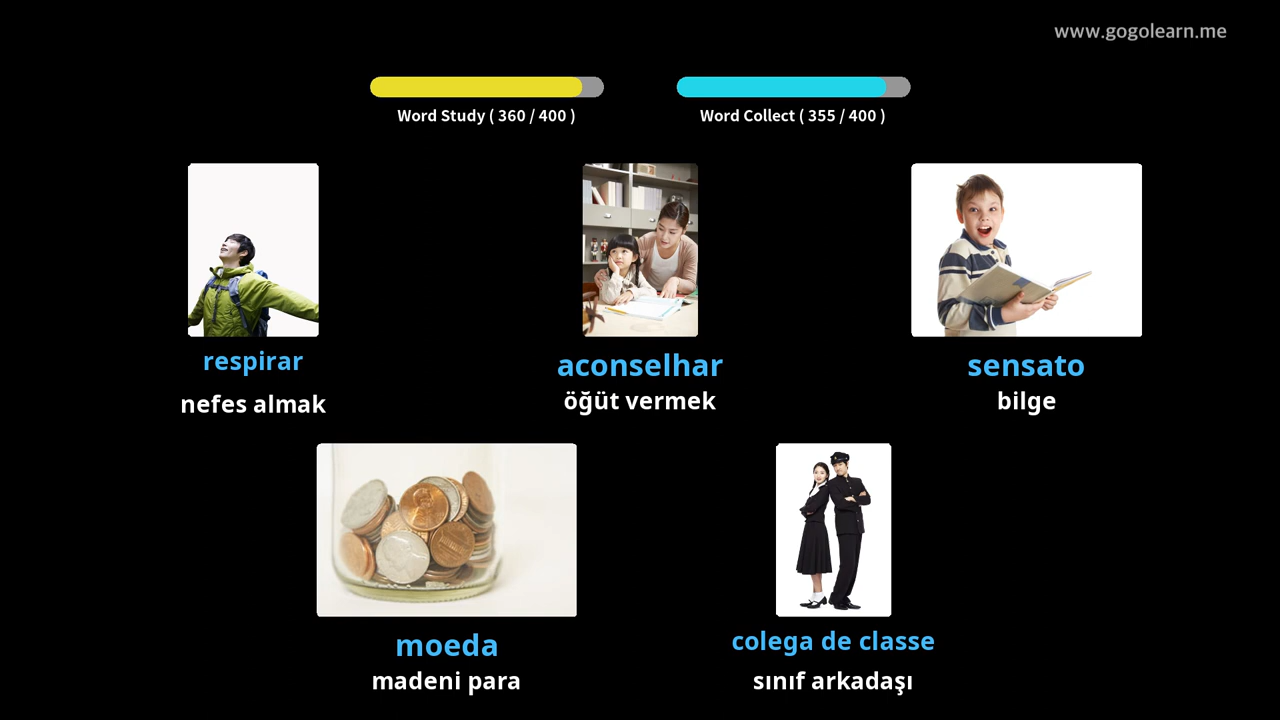 www.gogolearn.me
Word Study ( 360 / 400 )
Word Collect ( 355 / 400 )
respirar
nefes almak
aconselhar
öğüt vermek
sensato
bilge
moeda
madeni para
colega de classe
sınıf arkadaşı